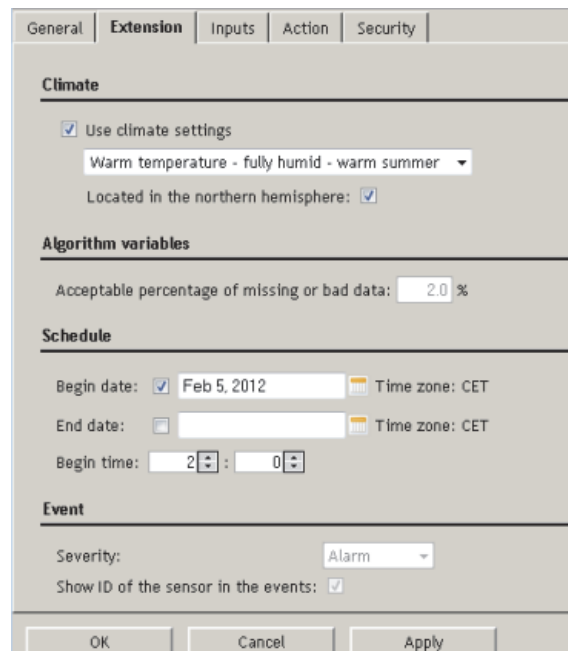 General Extension Inputs Action Security
Climate
Use climate settings
Warm temperature - fully humid - warm summer
Located in the northern hemisphere:
Algorithm variables
Acceptable percentage of missing or bad data: 2.0 %
Schedule
Begin date: Feb 5, 2012 Time zone: CET
End date: Time zone: CET
Begin time: 2 : 0
Event
Severity: Alarm
Show ID of the sensor in the events:
OK Cancel Apply